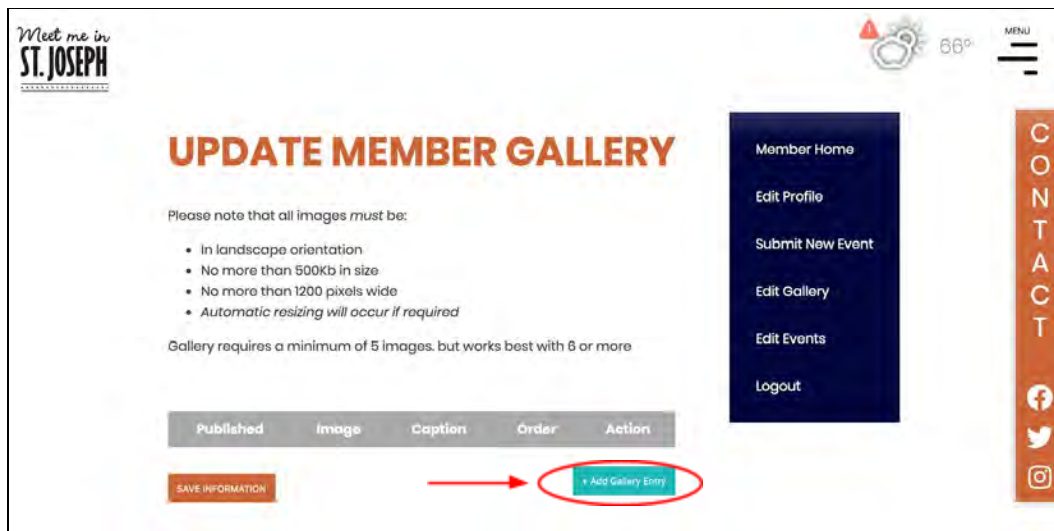 Meet me in
ST. JOSEPH
66°
MENU
UPDATE MEMBER GALLERY
Please note that all images must be:
• In landscape orientation
• No more than 500Kb in size
• No more than 1200 pixels wide
• Automatic resizing will occur if required
Gallery requires a minimum of 5 images. but works best with 6 or more
Published Image Caption Order Action
SAVE INFORMATION
+ Add Gallery Entry
Member Home
Edit Profile
Submit New Event
Edit Gallery
Edit Events
Logout
CONTACT